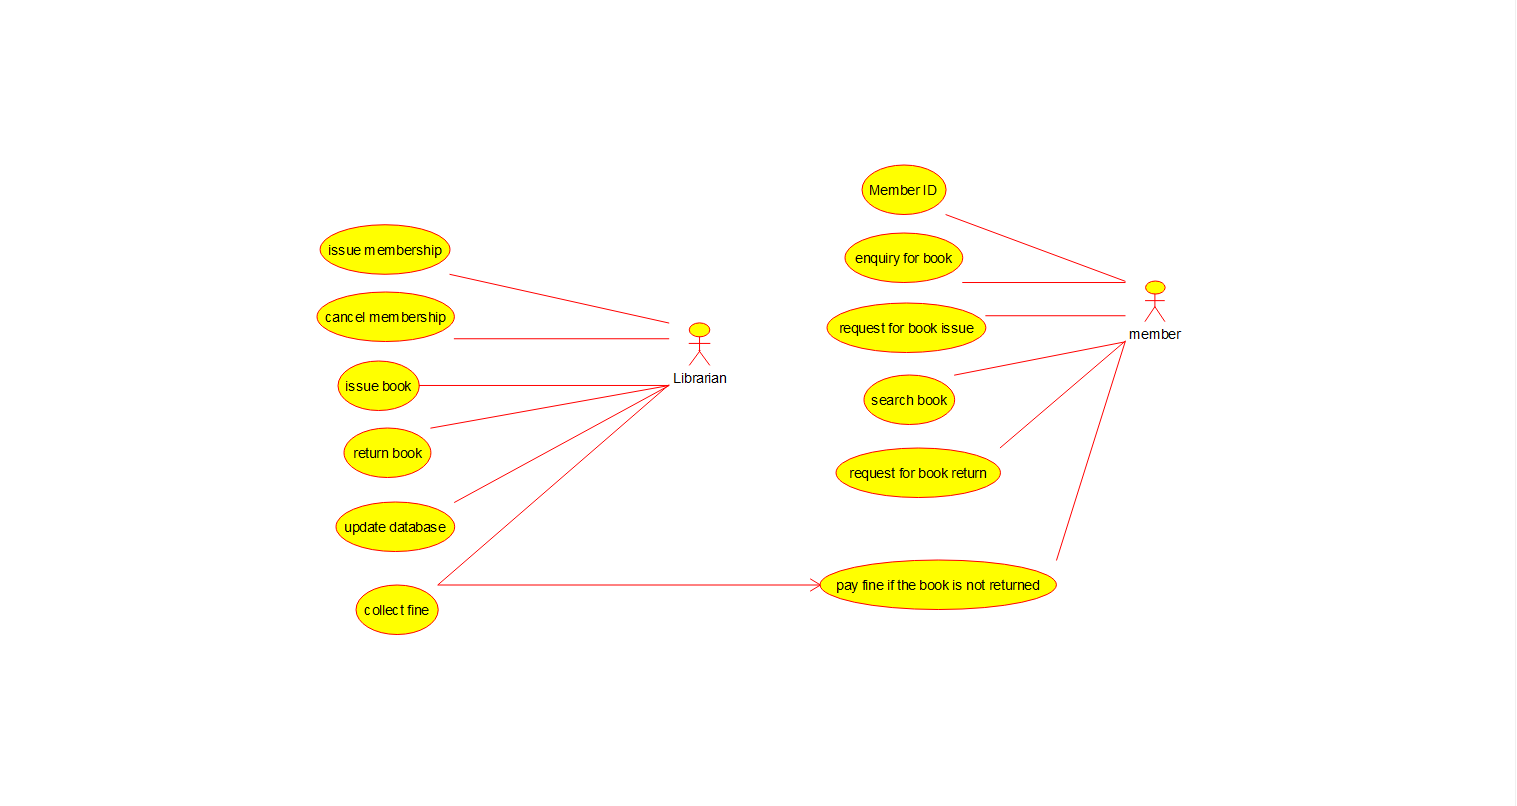 issue membership
cancel membership
issue book
return book
update database
collect fine
Librarian
Member ID
enquiry for book
request for book issue
search book
request for book return
pay fine if the book is not returned
member